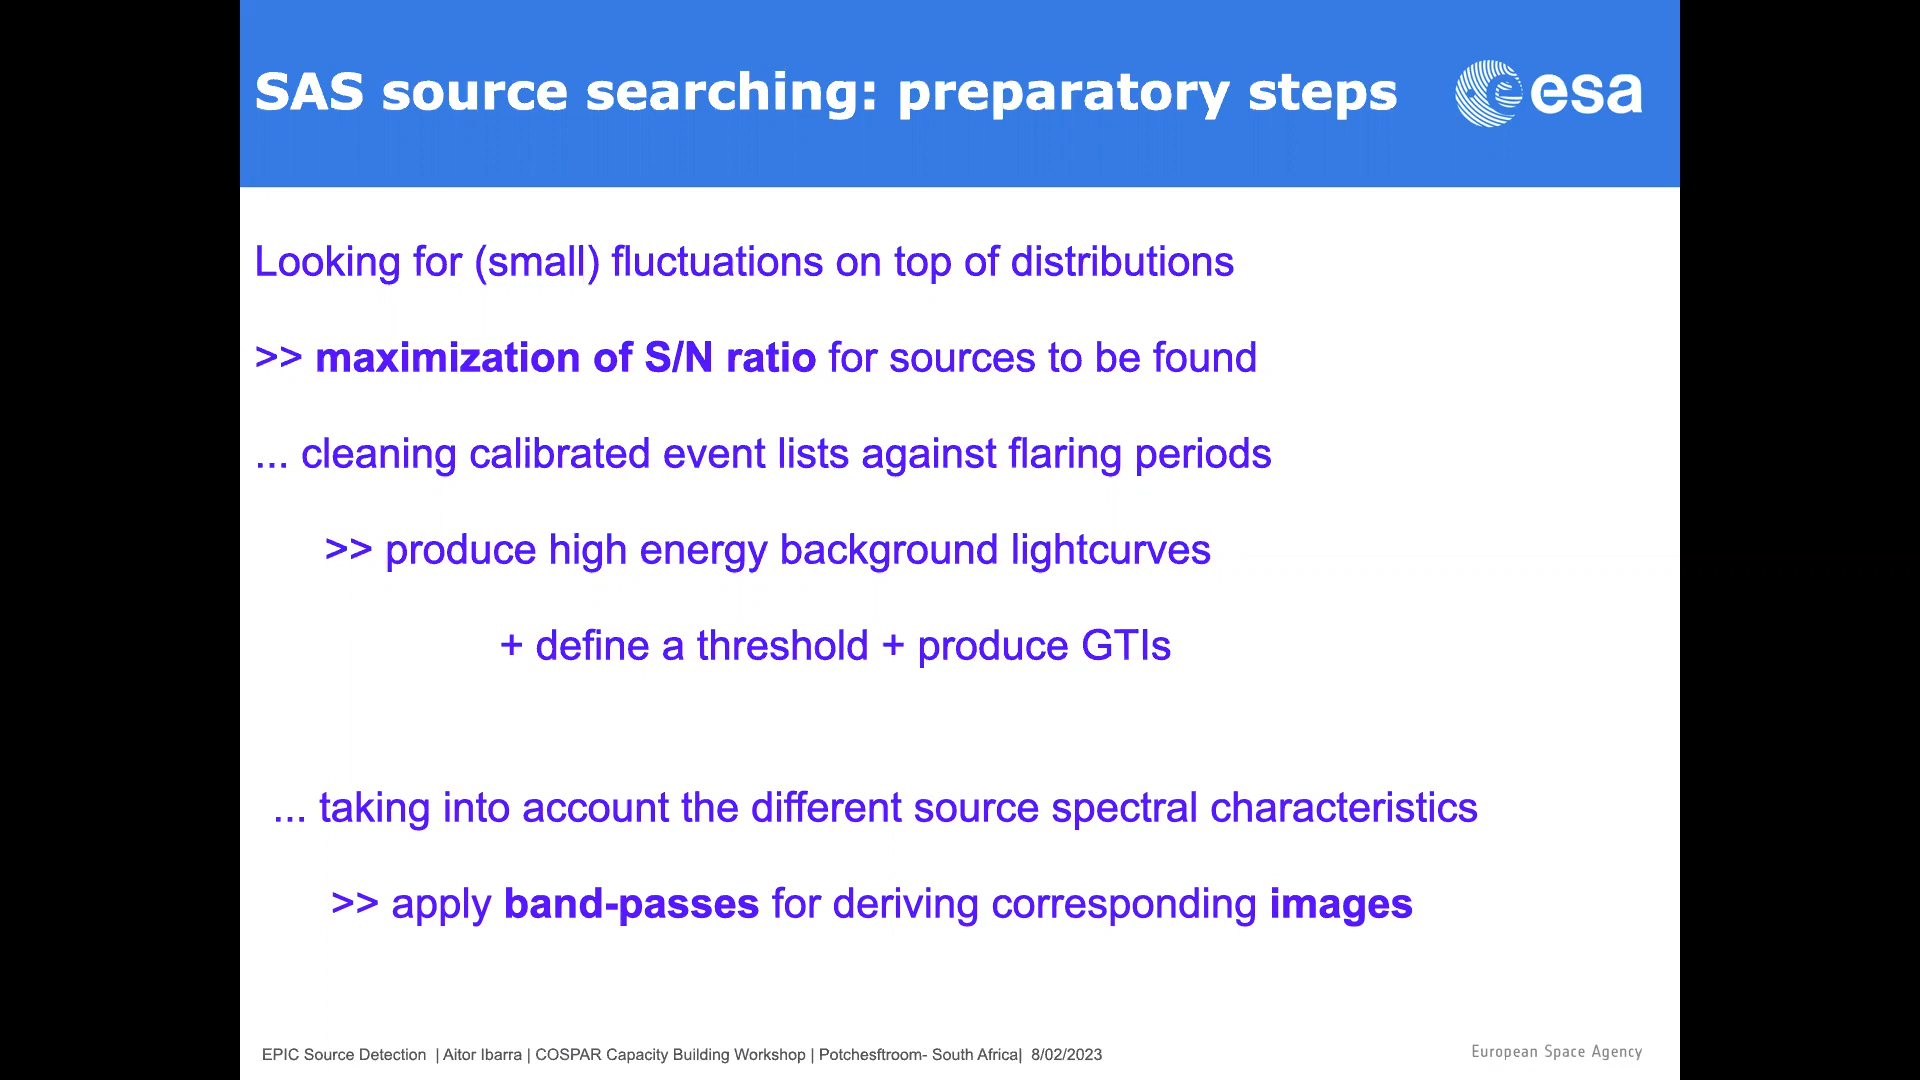 SAS source searching: preparatory steps
esa
Looking for (small) fluctuations on top of distributions
>> maximization of S/N ratio for sources to be found
... cleaning calibrated event lists against flaring periods
>> produce high energy background lightcurves
+ define a threshold + produce GTIs
... taking into account the different source spectral characteristics
>> apply band-passes for deriving corresponding images
EPIC Source Detection | Aitor Ibarra | COSPAR Capacity Building Workshop | Potchesftroom- South Africa| 8/02/2023
European Space Agency